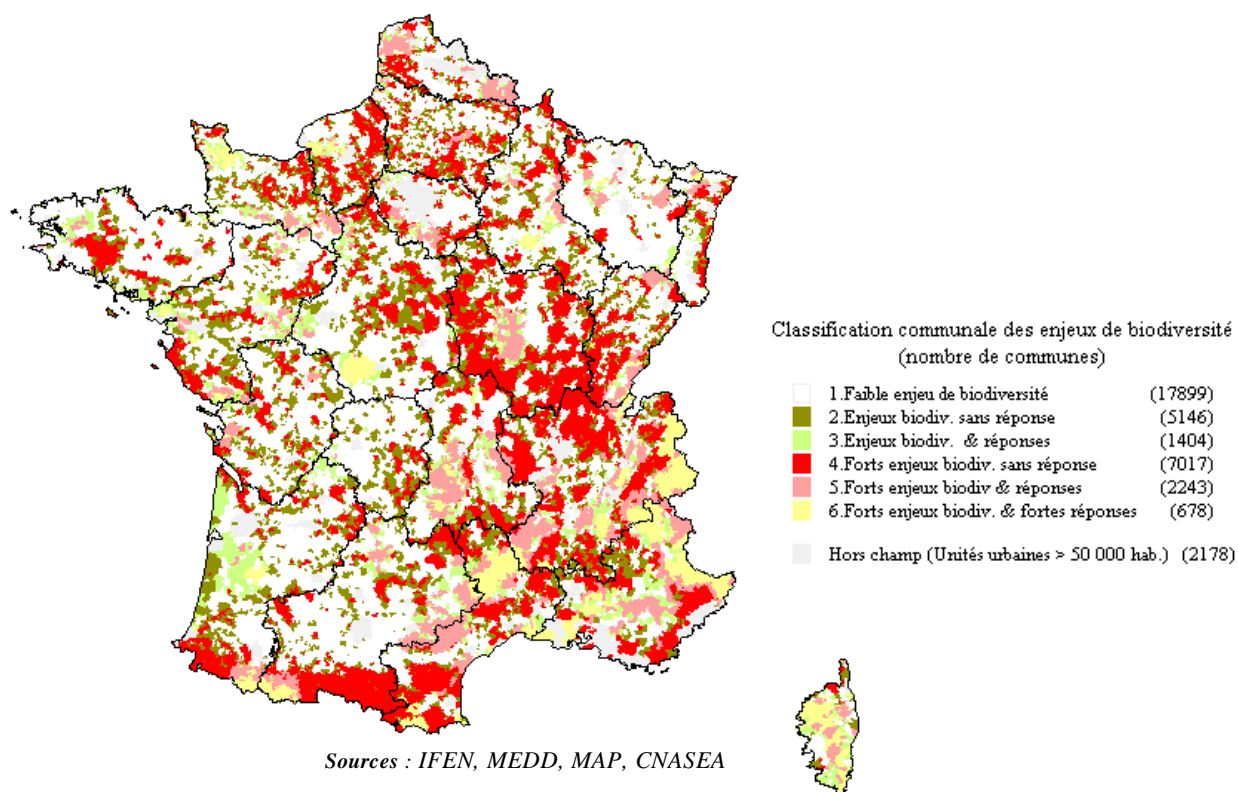 Classification communale des enjeux de biodiversité
(nombre de communes)
1.Faible enjeu de biodiversité (17899)
2.Enjeux biodiv. sans réponse (5146)
3.Enjeux biodiv. & réponses (1404)
4.Forts enjeux biodiv. sans réponse (7017)
5.Forts enjeux biodiv & réponses (2243)
6.Forts enjeux biodiv. & fortes réponses (678)
Hors champ (Unités urbaines > 50 000 hab.) (2178)
Sources : IFEN, MEDD, MAP, CNASEA